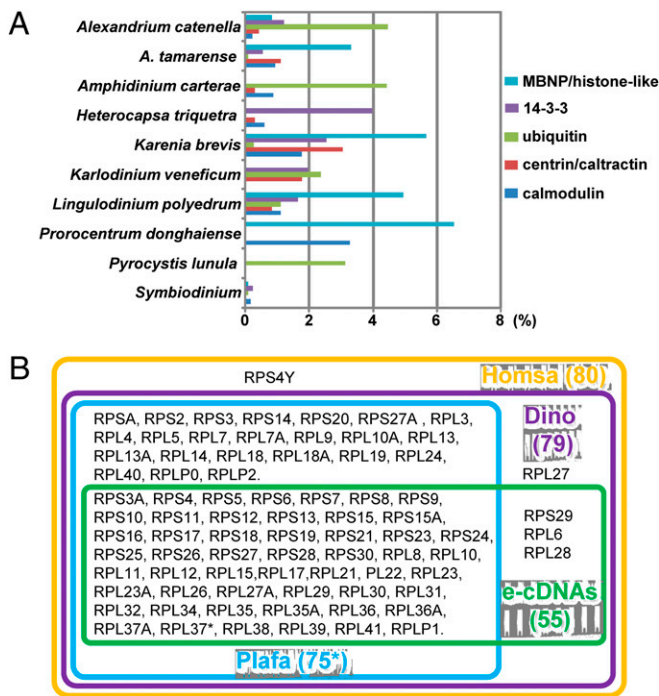 A
Alexandrium catenella
A. tamarense
Amphidinium carterae
Heterocapsa triquetra
Karenia brevis
Karlodinium veneficum
Lingulodinium polyedrum
Prorocentrum donghaiense
Pyrocystis lunula
Symbiodinium
0 2 4 6 8 (%)
MBNP/histone-like
14-3-3
ubiquitin
centrin/caltractin
calmodulin
B
RPS4Y
Homsa (80)
RPSA, RPS2, RPS3, RPS14, RPS20, RPS27A , RPL3,
RPL4, RPL5, RPL7, RPL7A, RPL9, RPL10A, RPL13,
RPL13A, RPL14, RPL18, RPL18A, RPL19, RPL24,
RPL40, RPLP0, RPLP2.
Dino
(79)
RPL27
RPS3A, RPS4, RPS5, RPS6, RPS7, RPS8, RPS9,
RPS10, RPS11, RPS12, RPS13, RPS15, RPS15A,
RPS16, RPS17, RPS18, RPS19, RPS21, RPS23, RPS24,
RPS25, RPS26, RPS27, RPS28, RPS30, RPL8, RPL10,
RPL11, RPL12, RPL15,RPL17,RPL21, PL22, RPL23,
RPL23A, RPL26, RPL27A, RPL29, RPL30, RPL31,
RPL32, RPL34, RPL35, RPL35A, RPL36, RPL36A,
RPL37A, RPL37*, RPL38, RPL39, RPL41, RPLP1.
RPS29
RPL6
RPL28
e-cDNAs
(55)
Plafa (75*)